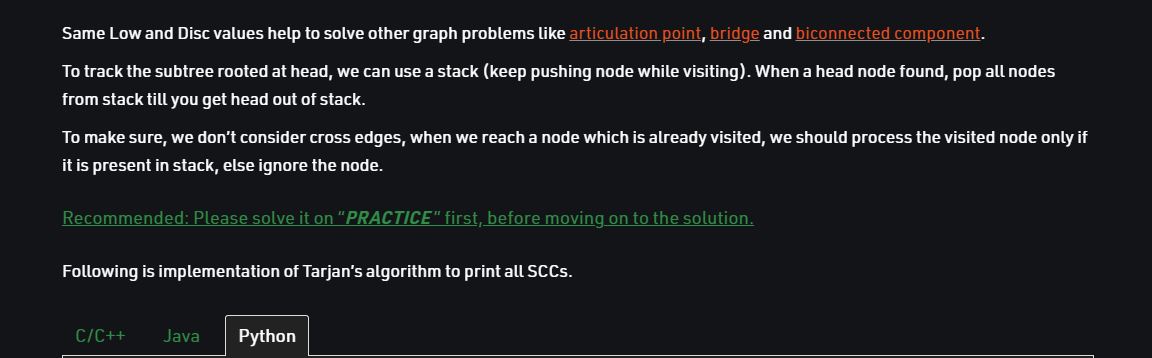 Same Low and Disc values help to solve other graph problems like articulation point, bridge and biconnected component.
To track the subtree rooted at head, we can use a stack (keep pushing node while visiting). When a head node found, pop all nodes
from stack till you get head out of stack.
To make sure, we don’t consider cross edges, when we reach a node which is already visited, we should process the visited node only if
it is present in stack, else ignore the node.
Recommended: Please solve it on “PRACTICE” first, before moving on to the solution.
Following is implementation of Tarjan’s algorithm to print all SCCs.
C/C++ Java Python